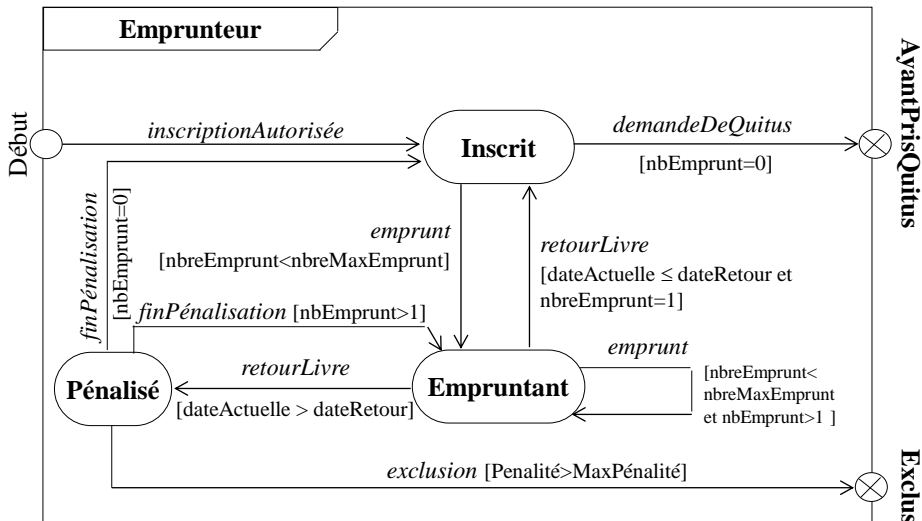 Emprunteur
AyantPrisQuitus
Début
inscriptionAutorisée
Inscrit
demandeDeQuitus
[nbEmprunt=0]
finPénalisation
[nbEmprunt=0]
emprunt
[nbreEmprunt<nbreMaxEmprunt]
retourLivre
[dateActuelle ≤ dateRetour et
nbreEmprunt=1]
finPénalisation [nbEmprunt>1]
Pénalisé
retourLivre
[dateActuelle > dateRetour]
Empruntant
emprunt
[nbreEmprunt<
nbreMaxEmprunt
et nbEmprunt>1 ]
exclusion [Penalité>MaxPénalité]
Exclus